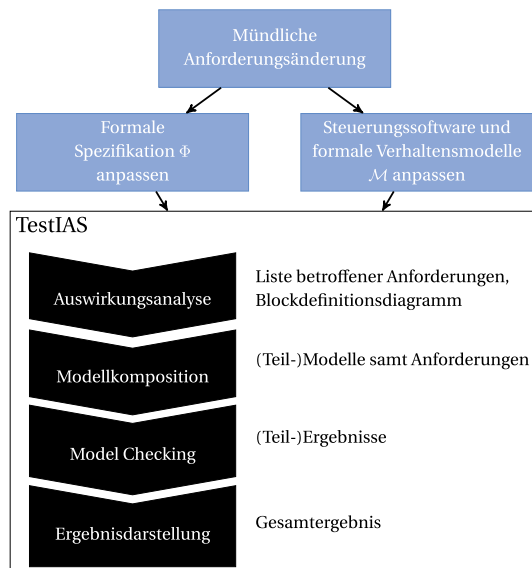 Mündliche
Anforderungsänderung
Formale
Spezifikation Φ
anpassen
Steuerungssoftware und
formale Verhaltensmodelle
ℳ anpassen
TestIAS
Auswirkungsanalyse
Liste betroffener Anforderungen,
Blockdefinitionsdiagramm
Modellkomposition
(Teil-)Modelle samt Anforderungen
Model Checking
(Teil-)Ergebnisse
Ergebnisdarstellung
Gesamtergebnis